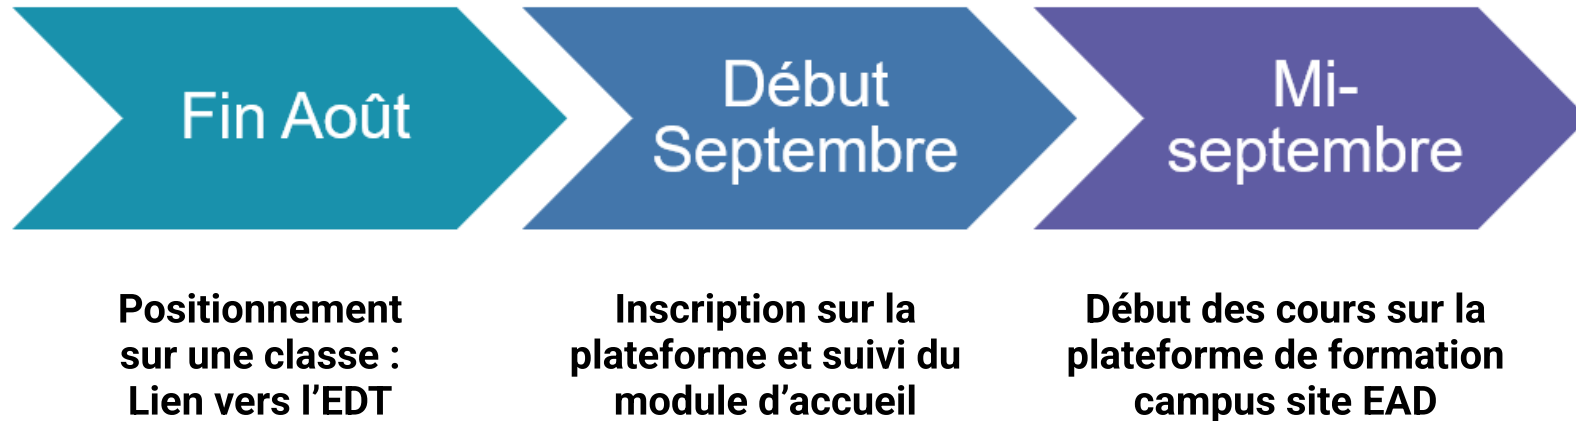 Fin Août
Début
Septembre
Mi-
septembre
Positionnement
sur une classe :
Lien vers l’EDT
Inscription sur la
plateforme et suivi du
module d’accueil
Début des cours sur la
plateforme de formation
campus site EAD